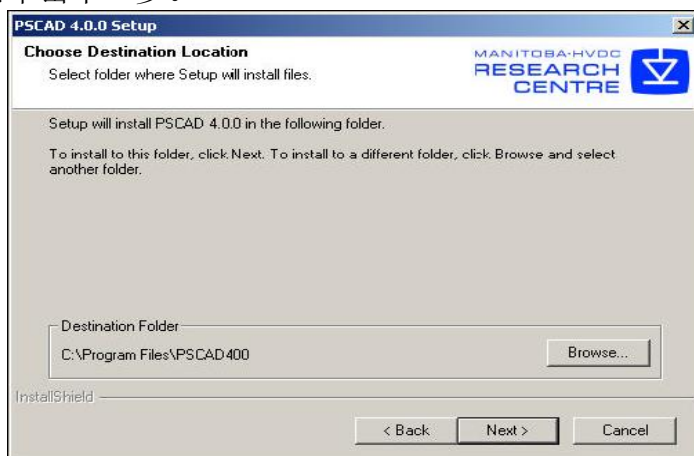 PSCAD 4.0.0 Setup
Choose Destination Location
Select folder where Setup will install files.
MANITOBA-HVDC
RESEARCH
CENTRE
Setup will install PSCAD 4.0.0 in the following folder.
To install to this folder, click Next. To install to a different folder, click Browse and select
another folder.
Destination Folder
C:\Program Files\PSCAD400
Browse...
InstallShield
< Back
Next >
Cancel